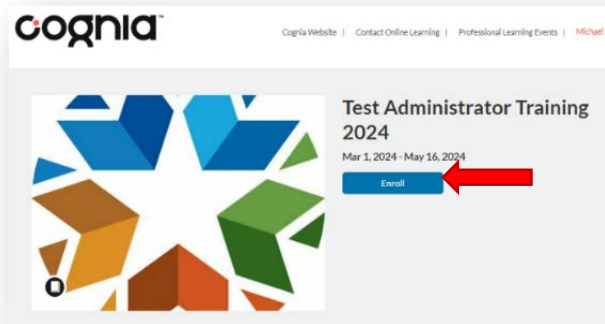 cognia™
Cognia Website | Contact Online Learning | Professional Learning Events | Michael
Test Administrator Training
2024
Mar 1, 2024 - May 16, 2024
Enroll